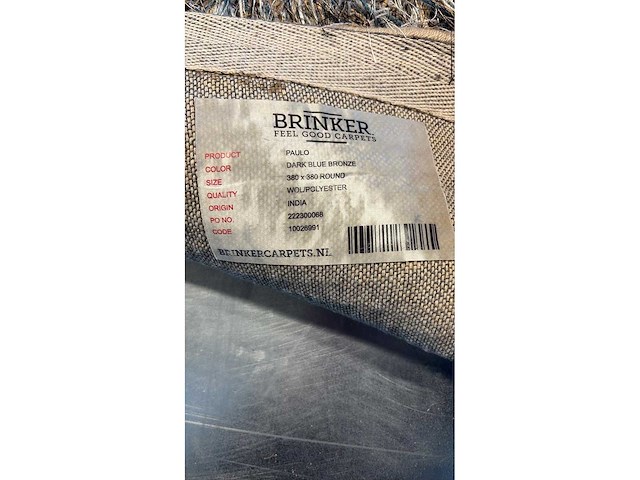 BRINKER
FEEL GOOD CARPETS
PRODUCT PAULO
COLOR DARK BLUE BRONZE
SIZE 380 x 380 ROUND
QUALITY WOL/POLYESTER
ORIGIN INDIA
PO NO. 222300066
CODE 10026991
BRINKERCARPETS.NL